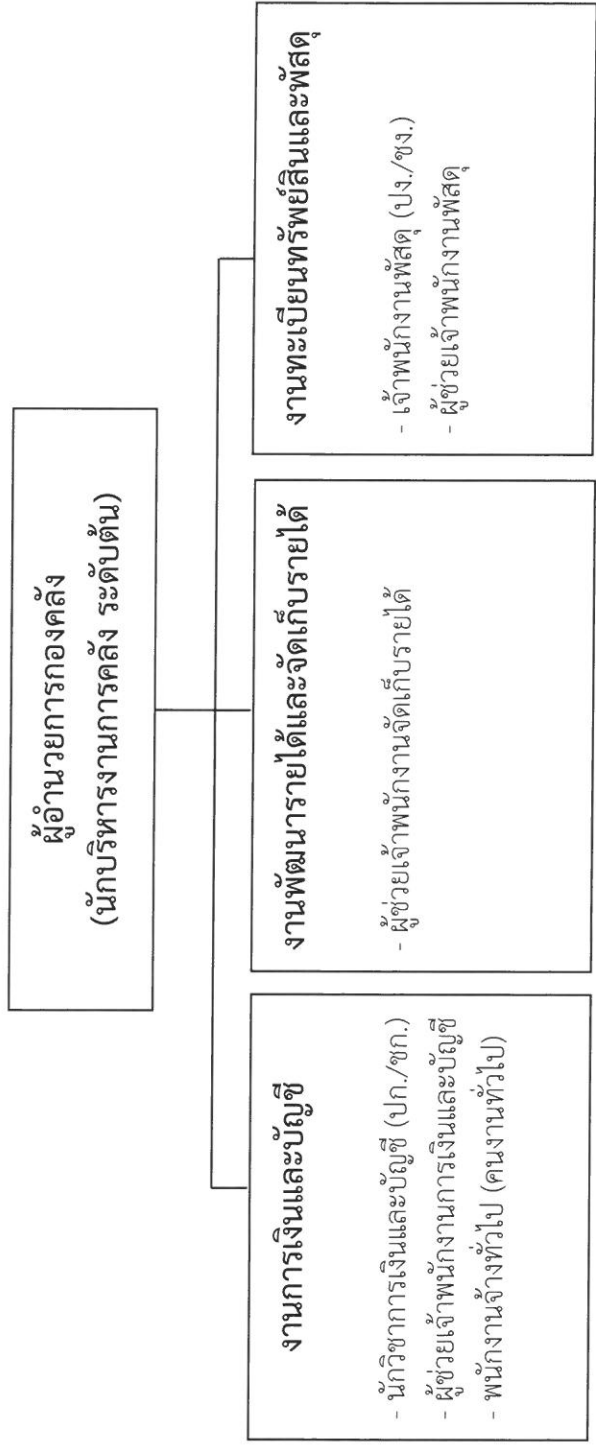 ผู้อำนวยการกองคลัง
(นักบริหารงานการคลัง ระดับต้น)
งานการเงินและบัญชี
- นักวิชาการเงินและบัญชี (ปก./ชก.)
- ผู้ช่วยเจ้าพนักงานการเงินและบัญชี
- พนักงานจ้างทั่วไป (คนงานทั่วไป)
งานพัฒนารายได้และจัดเก็บรายได้
- ผู้ช่วยเจ้าพนักงานจัดเก็บรายได้
งานทะเบียนทรัพย์สินและพัสดุ
- เจ้าพนักงานพัสดุ (ปง./ชง.)
- ผู้ช่วยเจ้าพนักงานพัสดุ